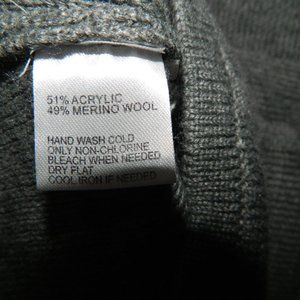 51% ACRYLIC
49% MERINO WOOL
HAND WASH COLD
ONLY NON-CHLORINE
BLEACH WHEN NEEDED
DRY FLAT
COOL IRON IF NEEDED